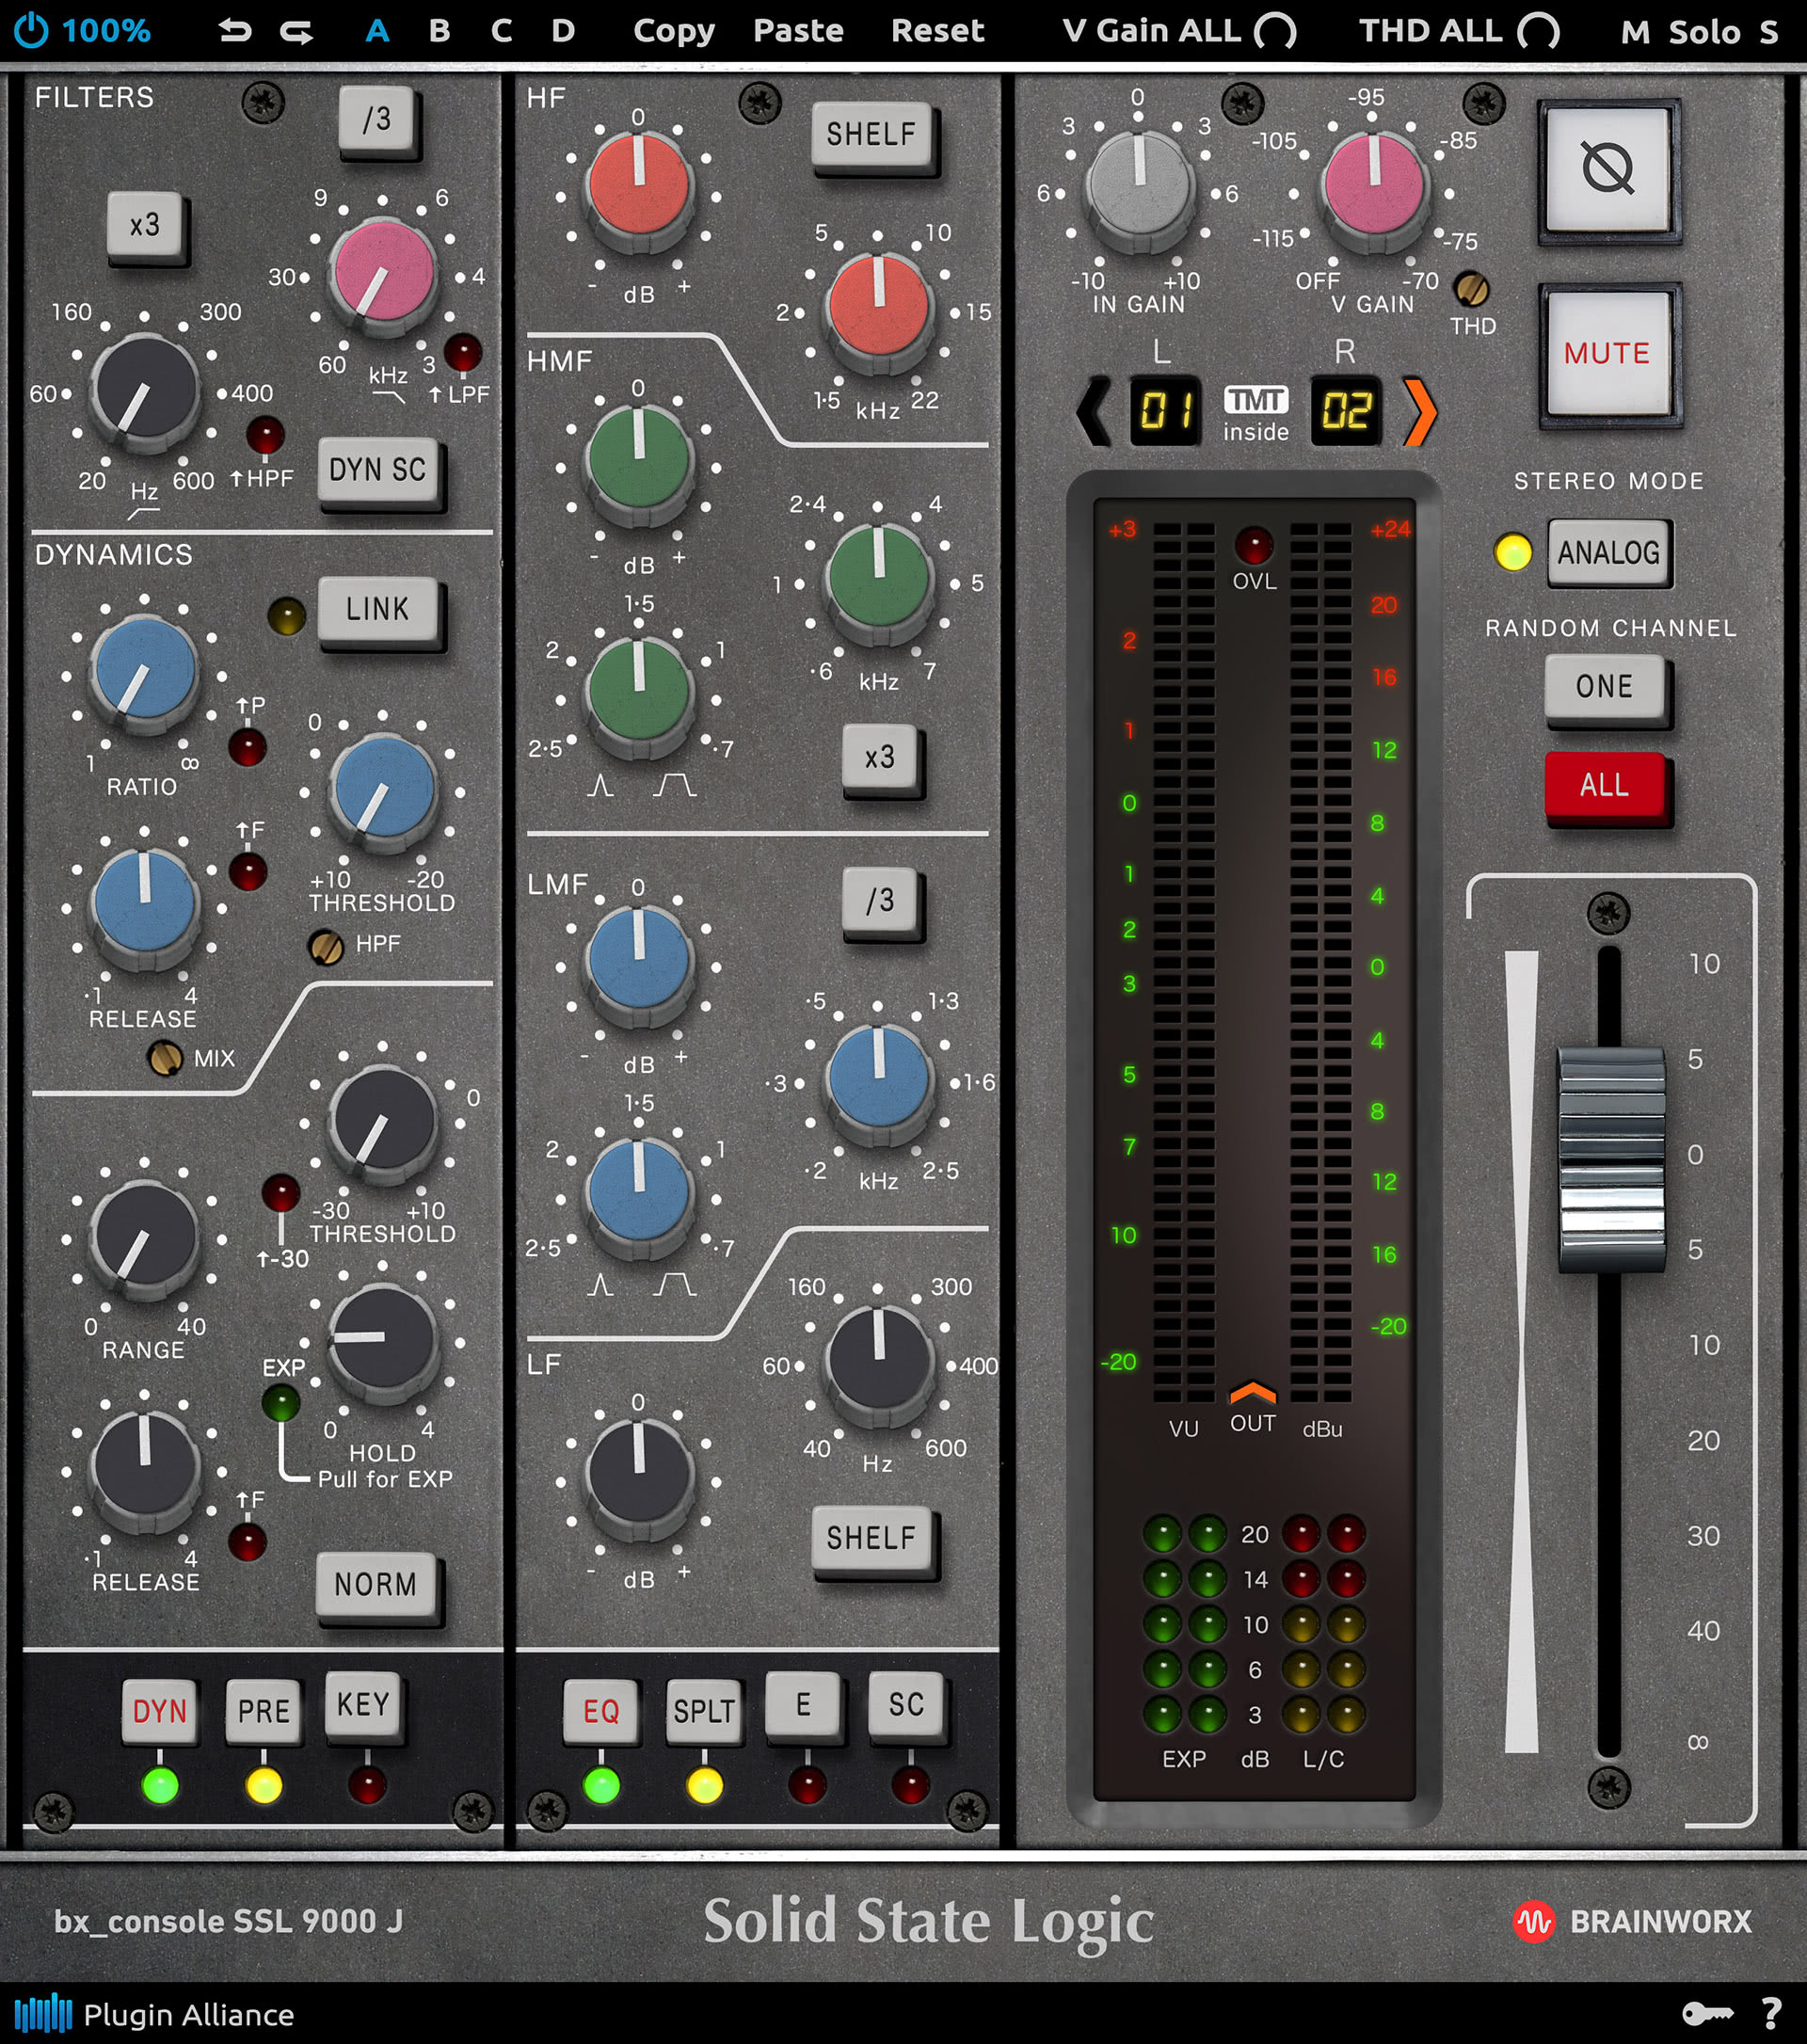 100% A B C D Copy Paste Reset V Gain ALL THD ALL M Solo S
FILTERS
/3
x3
9 6
30 4
60 3
kHz
↑LPF
160 300
60 400
20 600
Hz
↑HPF
DYN SC
DYNAMICS
LINK
1 ∞
RATIO
↑P
0
+10 -20
THRESHOLD
↑F
HPF
·1 4
RELEASE
MIX
0
-30 +10
THRESHOLD
↑-30
0 40
RANGE
EXP
0 4
HOLD
Pull for EXP
↑F
·1 4
RELEASE
NORM
DYN PRE KEY
HF
0
- dB +
SHELF
5 10
2 15
1·5 kHz 22
HMF
0
- dB +
2·4 4
1 5
·6 kHz 7
1·5
2 1
2·5 ·7
x3
LMF
0
- dB +
/3
·5 1·3
·3 1·6
·2 kHz 2·5
1·5
2 1
2·5 ·7
LF
160 300
60 400
40 Hz 600
0
- dB +
SHELF
EQ SPLT E SC
0
3 3
6 6
-10 +10
IN GAIN
-95
-105 -85
-115 -75
OFF -70
V GAIN
THD
Ø
MUTE
L R
01 TMT 02
inside
STEREO MODE
ANALOG
RANDOM CHANNEL
ONE
ALL
+3
2
1
0
1
2
3
5
7
10
-20
VU
OVL
OUT
+24
20
16
12
8
4
0
4
8
12
16
-20
dBu
20
14
10
6
3
EXP dB L/C
10
5
0
5
10
20
30
40
∞
bx_console SSL 9000 J
Solid State Logic
BRAINWORX
Plugin Alliance
?